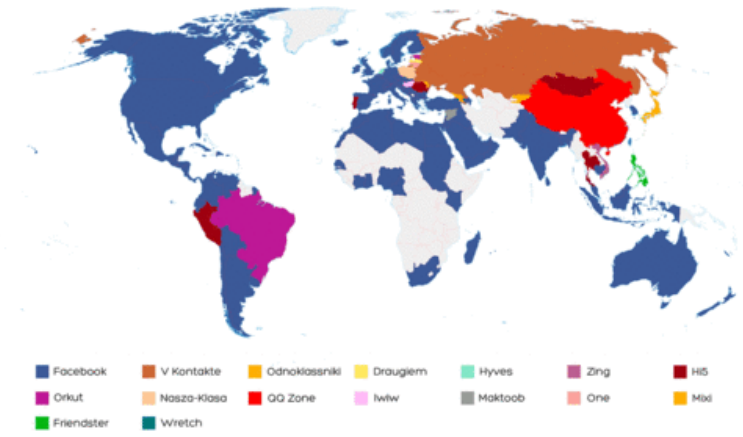 Facebook V Kontakte Odnoklassniki Draugiem Hyves Zing Hi5
Orkut Nasza-Klasa QQ Zone Iwiw Maktoob One Mixi
Friendster Wretch